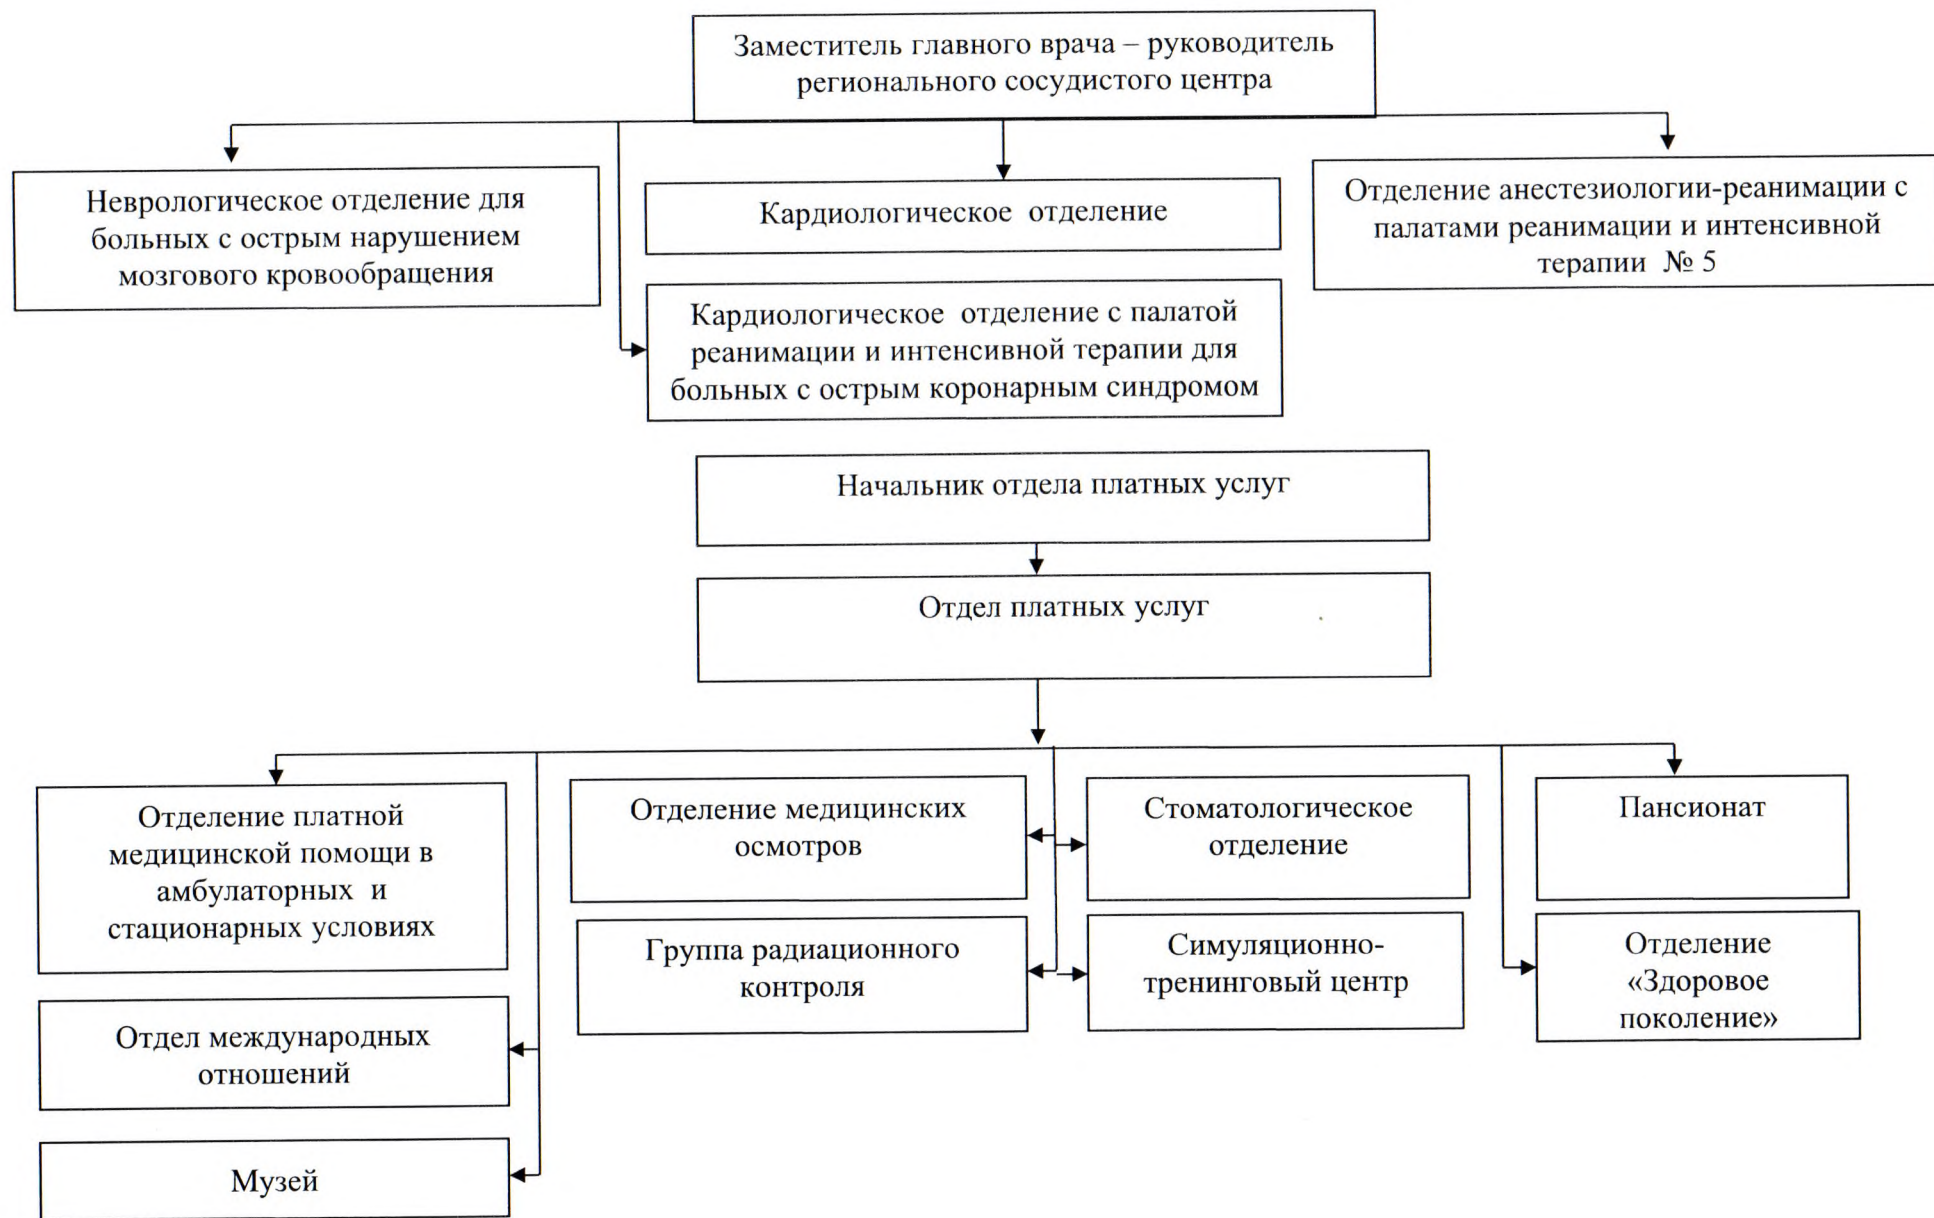 Заместитель главного врача – руководитель
регионального сосудистого центра
Неврологическое отделение для
больных с острым нарушением
мозгового кровообращения
Кардиологическое отделение
Отделение анестезиологии-реанимации с
палатами реанимации и интенсивной
терапии № 5
Кардиологическое отделение с палатой
реанимации и интенсивной терапии для
больных с острым коронарным синдромом
Начальник отдела платных услуг
Отдел платных услуг
Отделение платной
медицинской помощи в
амбулаторных и
стационарных условиях
Отделение медицинских
осмотров
Стоматологическое
отделение
Пансионат
Группа радиационного
контроля
Симуляционно-
тренинговый центр
Отделение
«Здоровое
поколение»
Отдел международных
отношений
Музей